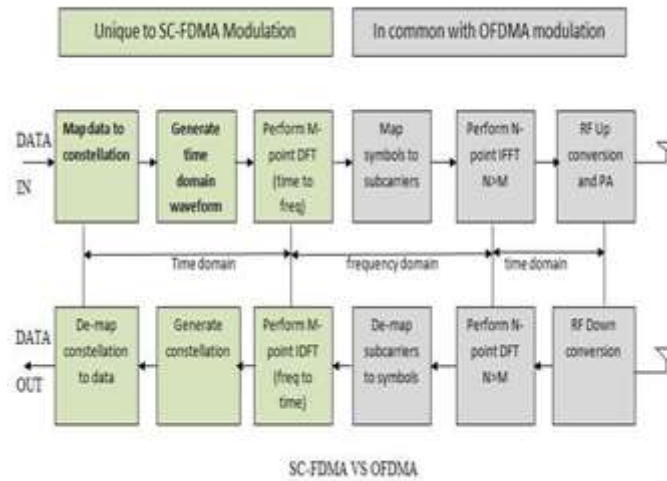 Unique to SC-FDMA Modulation
In common with OFDMA modulation
DATA
IN
Map data to
constellation
Generate
time
domain
waveform
Perform M-
point DFT
(time to
freq)
Map
symbols to
subcarriers
Perform N-
point IFFT
N>M
RF Up
conversion
and PA
Time domain
frequency domain
time domain
DATA
OUT
De-map
constellation
to data
Generate
constellation
Perform M-
point IDFT
(freq to
time)
De-map
subcarriers
to symbols
Perform N-
point DFT
N>M
RF Down
conversion
SC-FDMA VS OFDMA